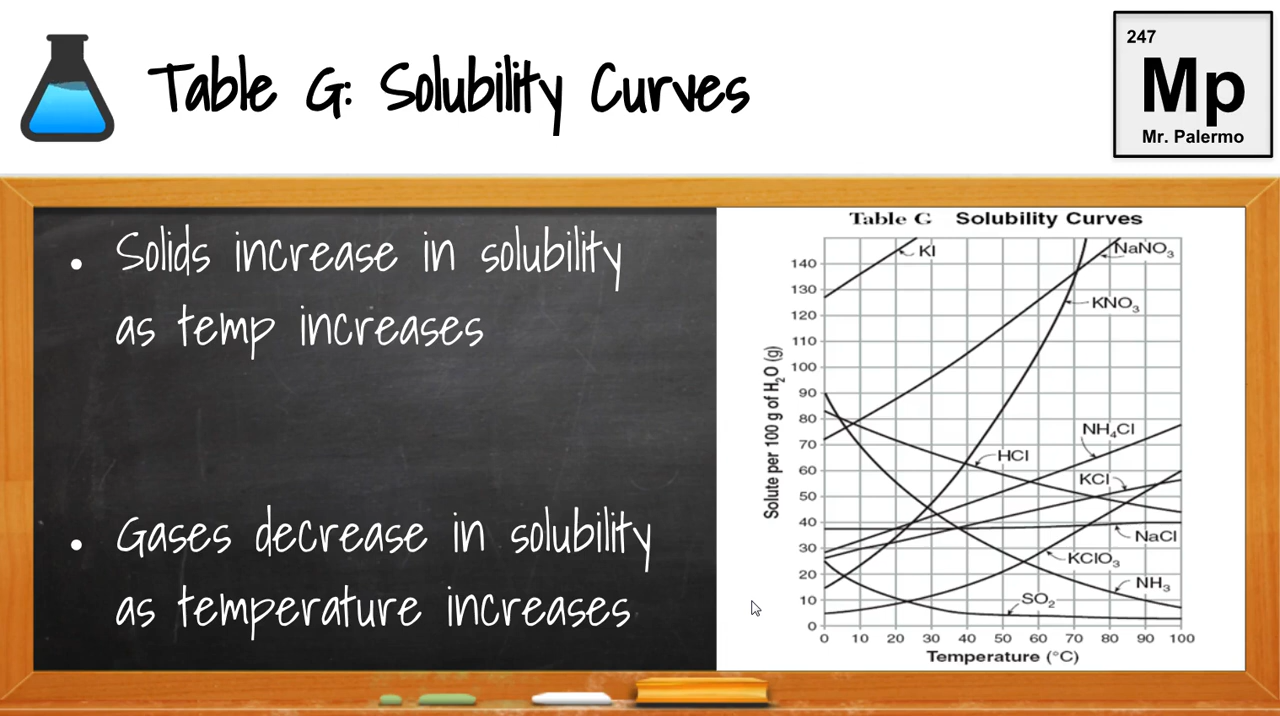 Table G: Solubility Curves
247
Mp
Mr. Palermo
• Solids increase in solubility
as temp increases
• Gases decrease in solubility
as temperature increases
Table G Solubility Curves
Solute per 100 g of H₂O (g)
140
130
120
110
100
90
80
70
60
50
40
30
20
10
0
KI
NaNO₃
KNO₃
NH₄Cl
HCl
KCl
NaCl
KClO₃
NH₃
SO₂
0 10 20 30 40 50 60 70 80 90 100
Temperature (°C)